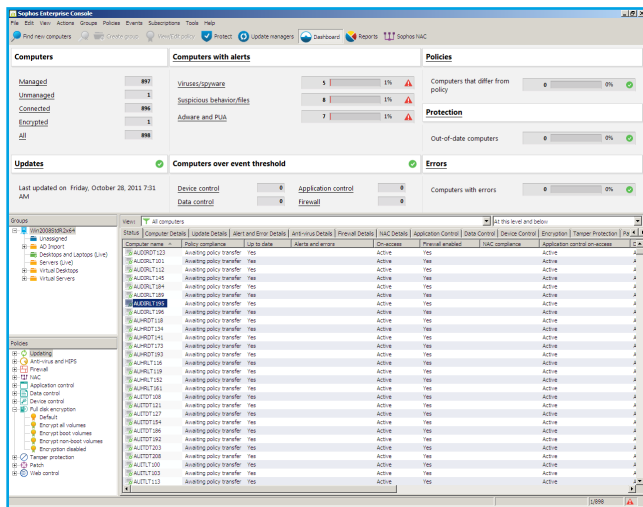 Sophos Enterprise Console
File Edit View Actions Groups Policies Events Subscriptions Tools Help
Find new computers Create group View/Edit policy Protect Update managers Dashboard Reports Sophos NAC
Computers Computers with alerts Policies
Managed 897 Viruses/spyware 5 1% Computers that differ from policy 0 0%
Unmanaged 1
Connected 896 Suspicious behavior/files 8 1% Protection
Encrypted 1 Adware and PUA 7 1% Out-of-date computers 0 0%
All 898
Updates Computers over event threshold Errors
Last updated on Friday, October 28, 2011 7:31 AM
Device control 0 Application control 0 Computers with errors 0 0%
Data control 0 Firewall 0
Groups
Win2008StdR2x64
Unassigned
AD Import
Desktops and Laptops (Live)
Servers (Live)
Virtual Desktops
Virtual Servers
Policies
Updating
Anti-virus and HIPS
Firewall
NAC
Application control
Data control
Device control
Full disk encryption
Default
Encrypt all volumes
Encrypt boot volumes
Encrypt non-boot volumes
Encryption disabled
Tamper protection
Patch
Web control
View: All computers At this level and below
Status Computer Details Update Details Alert and Error Details Anti-virus Details Firewall Details NAC Details Application Control Data Control Device Control Encryption Tamper Protection Pa
Computer name Policy compliance Up to date Alerts and errors On-access Firewall enabled NAC compliance Application control on-access
AUDIRDT123 Awaiting policy transfer Yes Active Yes Active
AUDIRLT101 Awaiting policy transfer Yes Active Yes Active
AUDIRLT112 Awaiting policy transfer Yes Active Yes Active
AUDIRLT145 Awaiting policy transfer Yes Active Yes Active
AUDIRLT184 Awaiting policy transfer Yes Active Yes Active
AUDIRLT189 Awaiting policy transfer Yes Active Yes Active
AUDIRLT195 Awaiting policy transfer Yes Active Yes Active
AUDIRLT196 Awaiting policy transfer Yes Active Yes Active
AUHRDT118 Awaiting policy transfer Yes Active Yes Active
AUHRDT134 Awaiting policy transfer Yes Active Yes Active
AUHRDT141 Awaiting policy transfer Yes Active Yes Active
AUHRDT173 Awaiting policy transfer Yes Active Yes Active
AUHRDT193 Awaiting policy transfer Yes Active Yes Active
AUHRLT116 Awaiting policy transfer Yes Active Yes Active
AUHRLT119 Awaiting policy transfer Yes Active Yes Active
AUHRLT152 Awaiting policy transfer Yes Active Yes Active
AUHRLT161 Awaiting policy transfer Yes Active Yes Active
AUITDT108 Awaiting policy transfer Yes Active Yes Active
AUITDT121 Awaiting policy transfer Yes Active Yes Active
AUITDT127 Awaiting policy transfer Yes Active Yes Active
AUITDT154 Awaiting policy transfer Yes Active Yes Active
AUITDT186 Awaiting policy transfer Yes Active Yes Active
AUITDT192 Awaiting policy transfer Yes Active Yes Active
AUITDT203 Awaiting policy transfer Yes Active Yes Active
AUITDT208 Awaiting policy transfer Yes Active Yes Active
AUITLT100 Awaiting policy transfer Yes Active Yes Active
AUITLT103 Awaiting policy transfer Yes Active Yes Active
AUITLT113 Awaiting policy transfer Yes Active Yes Active
1/898